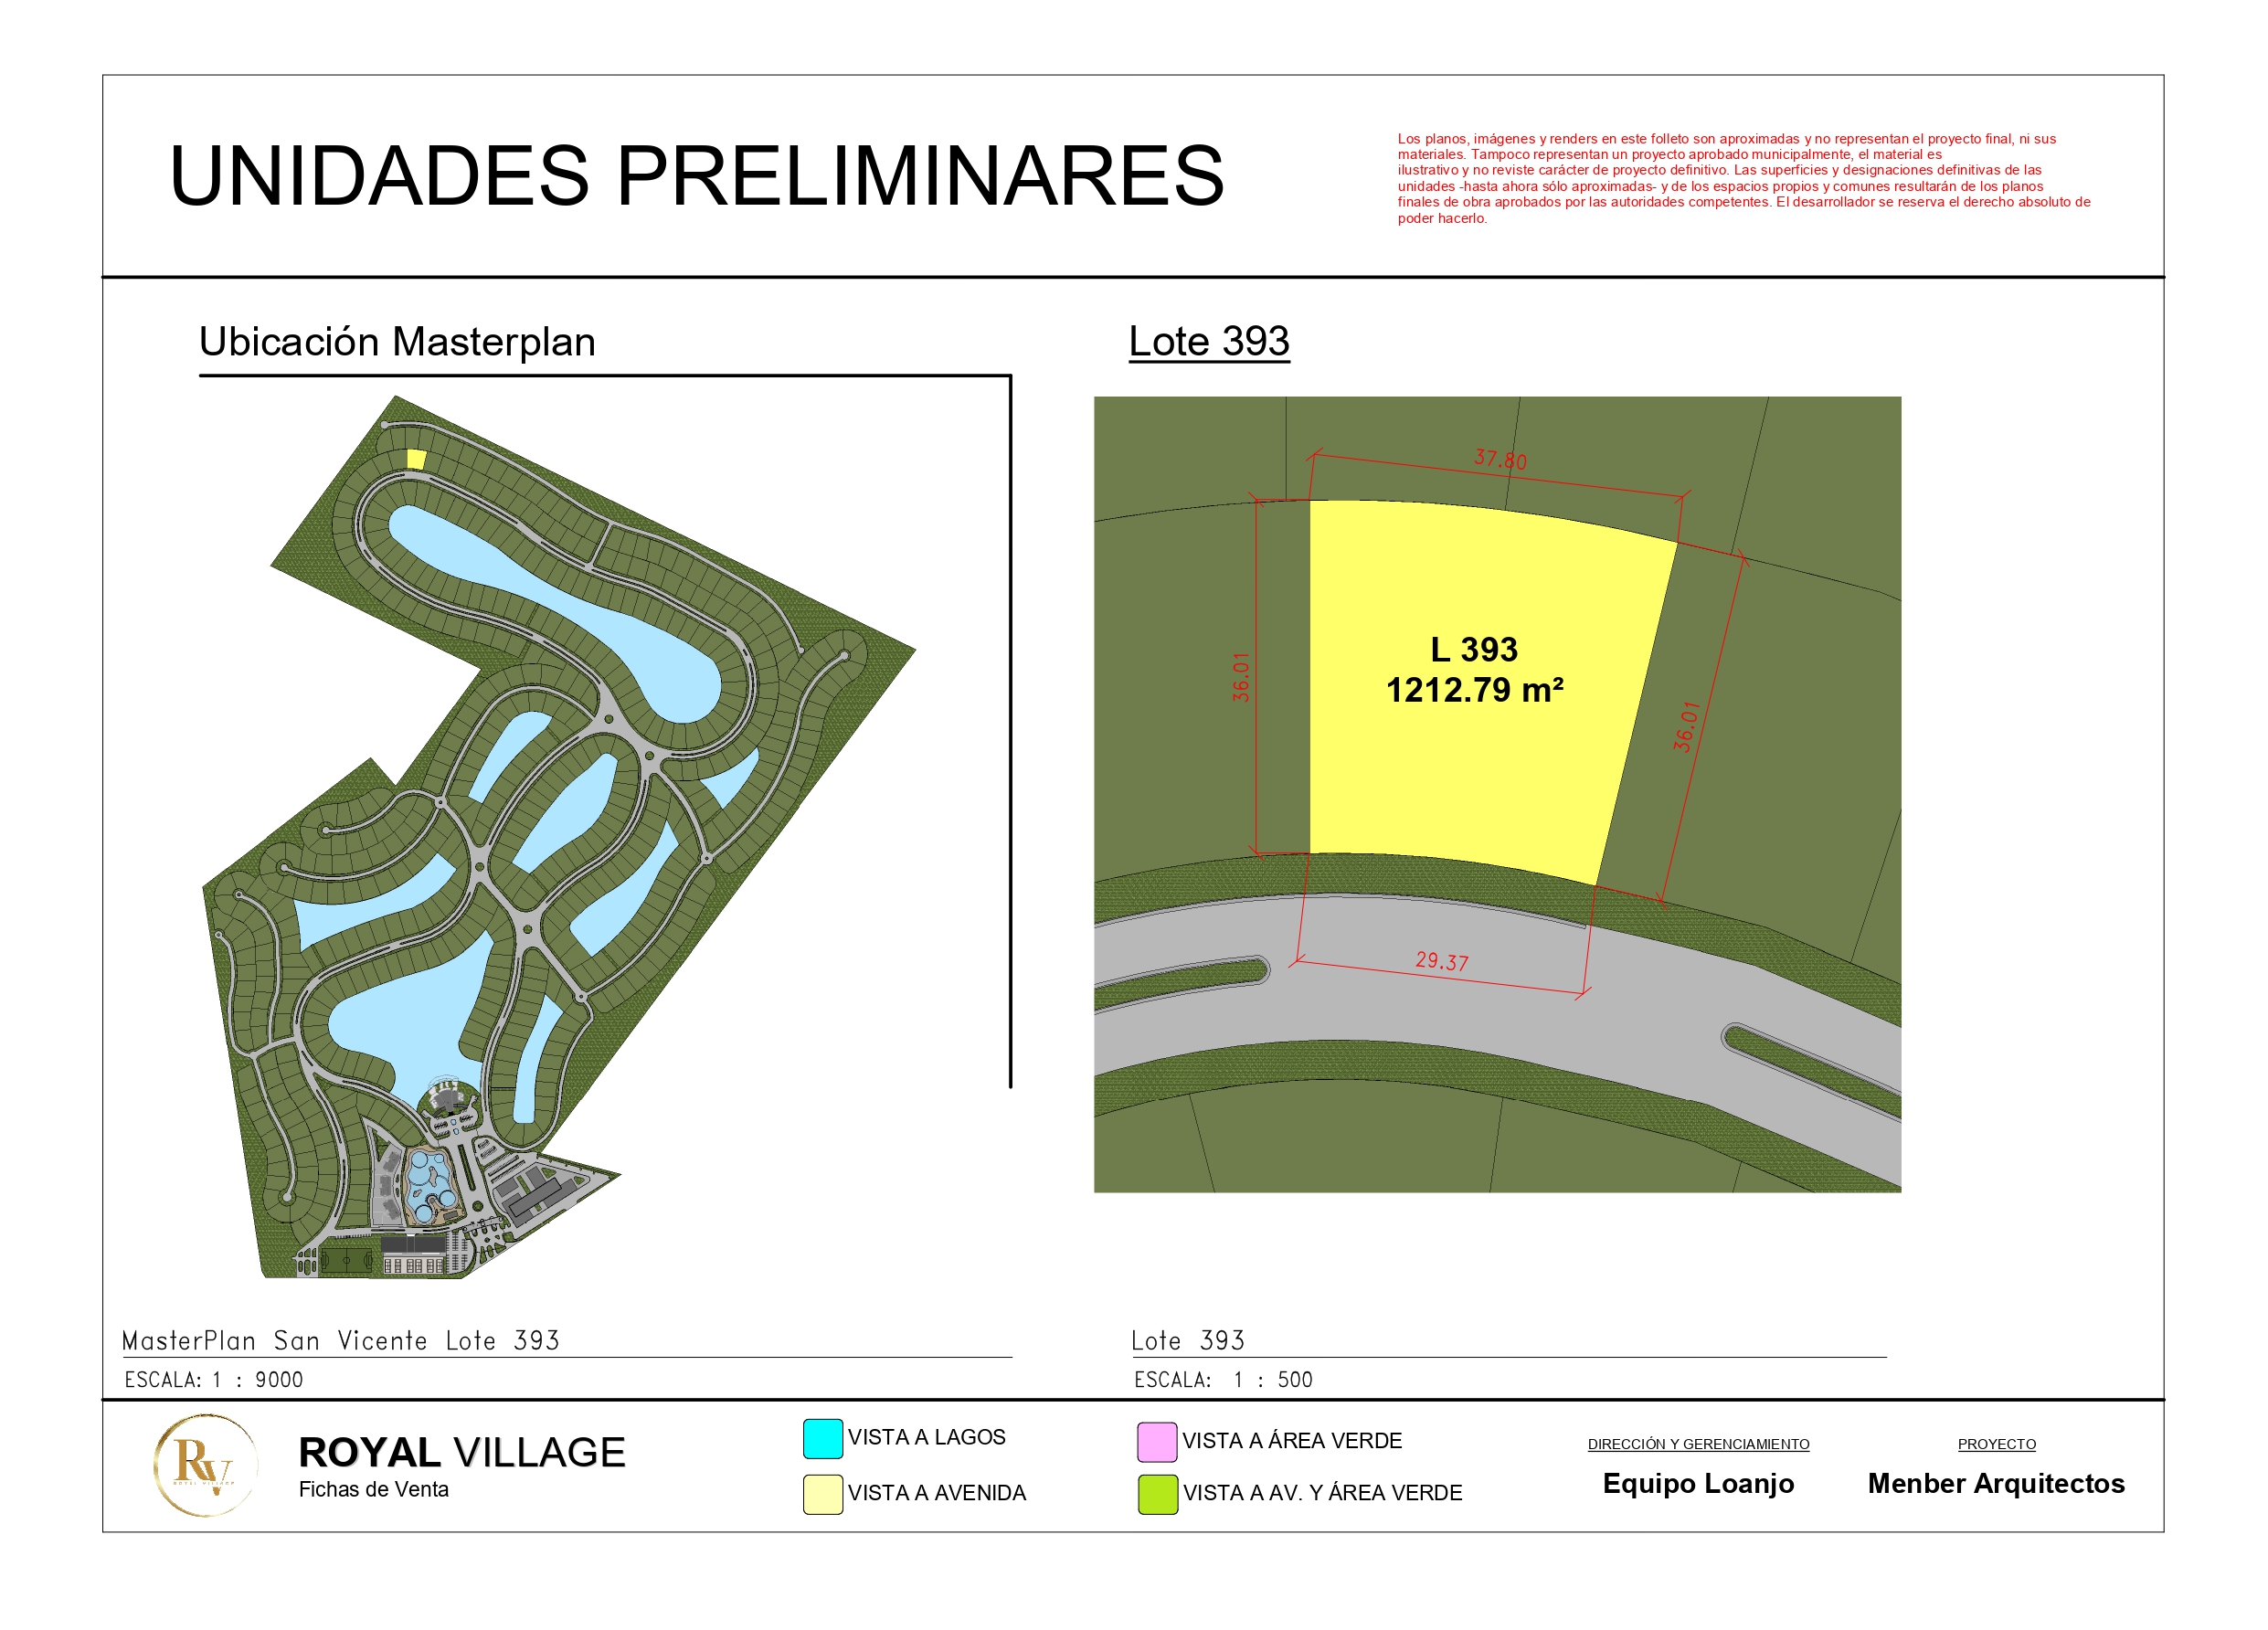 UNIDADES PRELIMINARES
Los planos, imágenes y renders en este folleto son aproximadas y no representan el proyecto final, ni sus
materiales. Tampoco representan un proyecto aprobado municipalmente, el material es
ilustrativo y no reviste carácter de proyecto definitivo. Las superficies y designaciones definitivas de las
unidades -hasta ahora sólo aproximadas- y de los espacios propios y comunes resultarán de los planos
finales de obra aprobados por las autoridades competentes. El desarrollador se reserva el derecho absoluto de
poder hacerlo.
Ubicación Masterplan
Lote 393
37.80
36.01
L 393
1212.79 m²
36.01
29.37
MasterPlan San Vicente Lote 393
ESCALA: 1 : 9000
Lote 393
ESCALA: 1 : 500
RV
ROYAL VILLAGE
ROYAL VILLAGE
Fichas de Venta
VISTA A LAGOS
VISTA A AVENIDA
VISTA A ÁREA VERDE
VISTA A AV. Y ÁREA VERDE
DIRECCIÓN Y GERENCIAMIENTO
Equipo Loanjo
PROYECTO
Menber Arquitectos